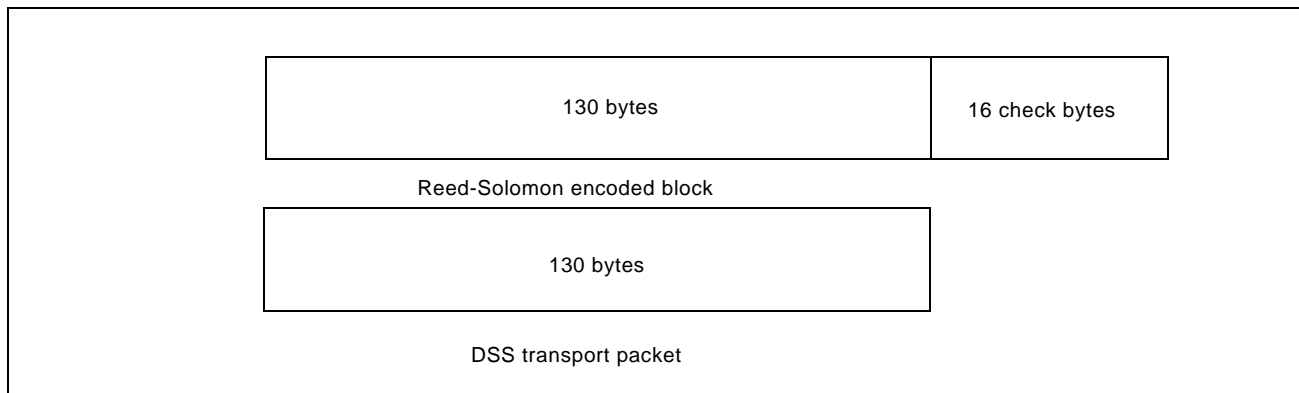 130 bytes
16 check bytes
Reed-Solomon encoded block
130 bytes
DSS transport packet